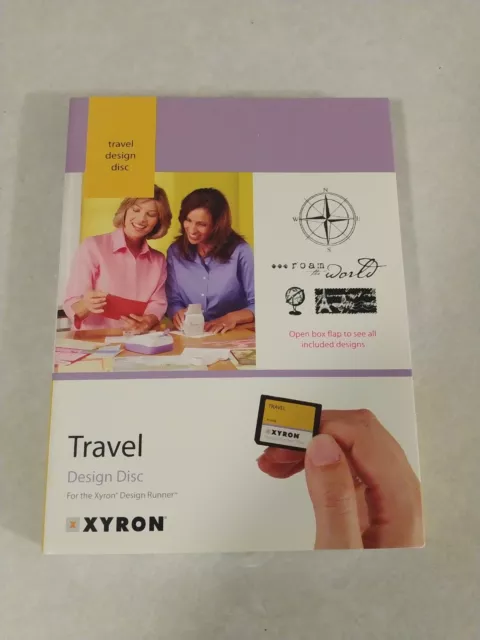 travel
design
disc
N
W E
S
roam
the world
Open box flap to see all
included designs
TRAVEL
XYRON
Travel
Design Disc
For the Xyron® Design Runner™
x XYRON®